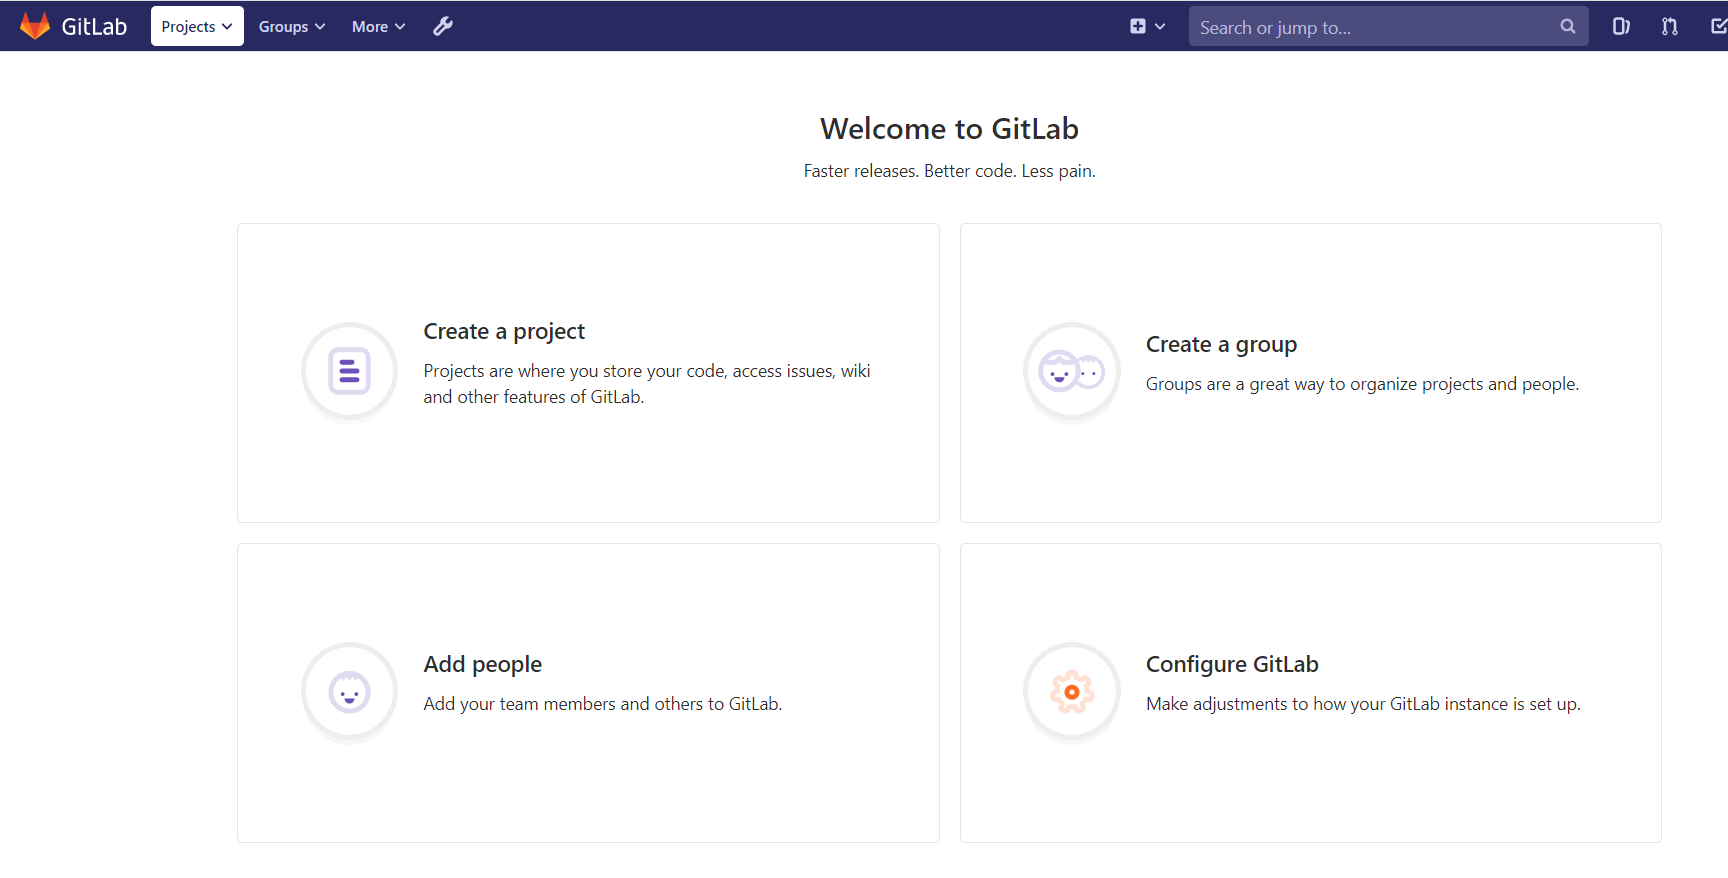 GitLab Projects Groups More Search or jump to...
Welcome to GitLab
Faster releases. Better code. Less pain.
Create a project
Projects are where you store your code, access issues, wiki
and other features of GitLab.
Create a group
Groups are a great way to organize projects and people.
Add people
Add your team members and others to GitLab.
Configure GitLab
Make adjustments to how your GitLab instance is set up.